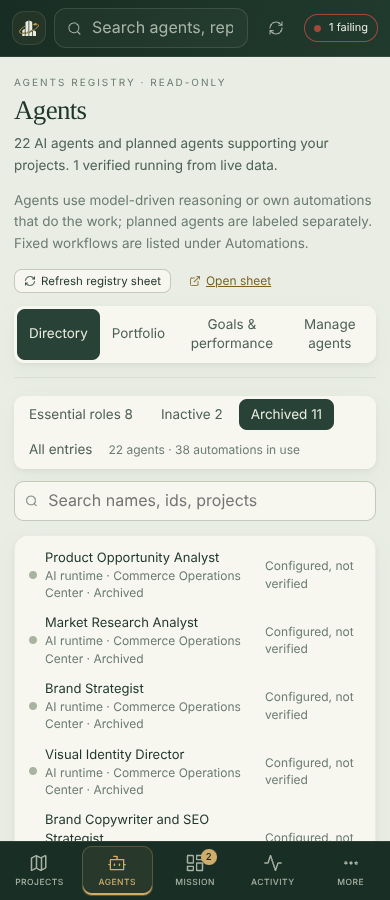 Search agents, rep
1 failing
AGENTS REGISTRY · READ-ONLY
Agents
22 AI agents and planned agents supporting your
projects. 1 verified running from live data.
Agents use model-driven reasoning or own automations
that do the work; planned agents are labeled separately.
Fixed workflows are listed under Automations.
Refresh registry sheet
Open sheet
Directory
Portfolio
Goals &
performance
Manage
agents
Essential roles 8
Inactive 2
Archived 11
All entries
22 agents · 38 automations in use
Search names, ids, projects
Product Opportunity Analyst
AI runtime · Commerce Operations
Center · Archived
Configured, not
verified
Market Research Analyst
AI runtime · Commerce Operations
Center · Archived
Configured, not
verified
Brand Strategist
AI runtime · Commerce Operations
Center · Archived
Configured, not
verified
Visual Identity Director
AI runtime · Commerce Operations
Center · Archived
Configured, not
verified
Brand Copywriter and SEO
Strategist
Configured, not
PROJECTS
AGENTS
2
MISSION
ACTIVITY
MORE